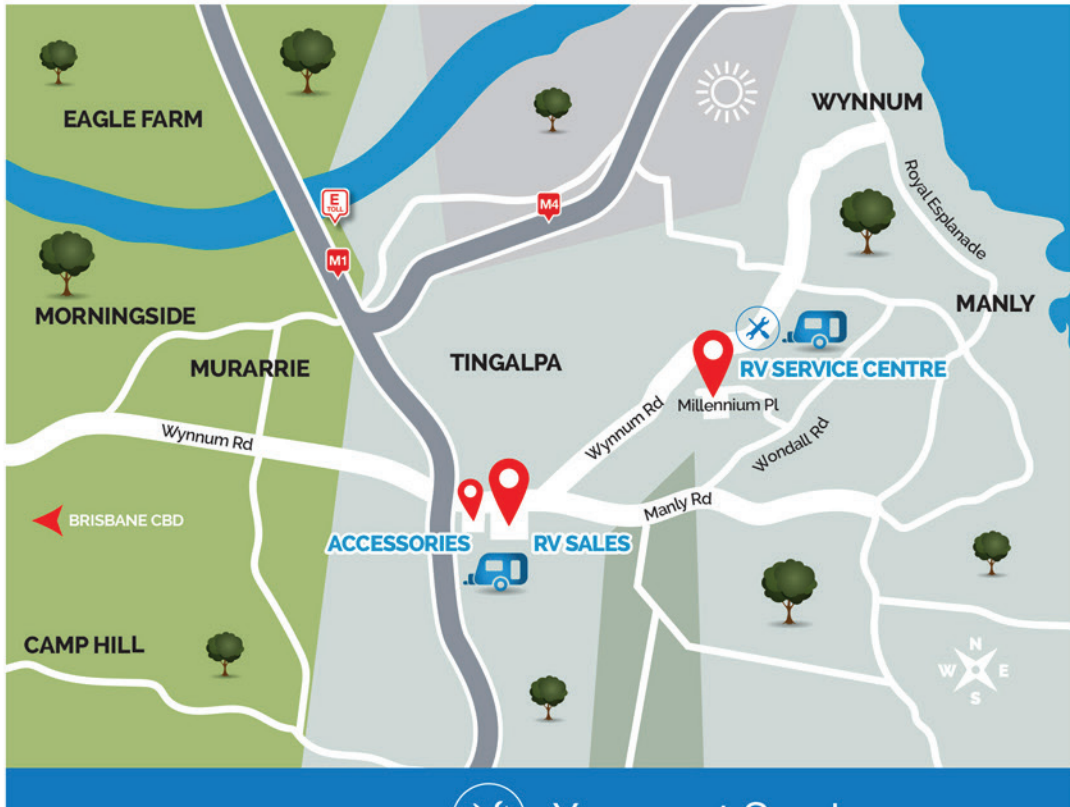 EAGLE FARM
WYNNUM
Royal Esplanade
E
TOLL
M4
M1
MANLY
MORNINGSIDE
MURARRIE
TINGALPA
RV SERVICE CENTRE
Millennium Pl
Wynnum Rd
Wynnum Rd
Wondall Rd
Manly Rd
BRISBANE CBD
ACCESSORIES
RV SALES
CAMP HILL
N
W
E
S